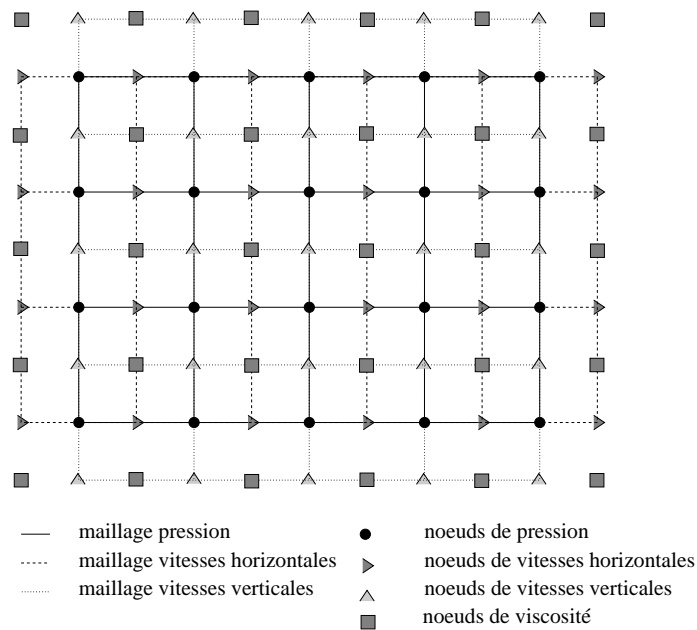 maillage pression
maillage vitesses horizontales
maillage vitesses verticales
noeuds de pression
noeuds de vitesses horizontales
noeuds de vitesses verticales
noeuds de viscosité